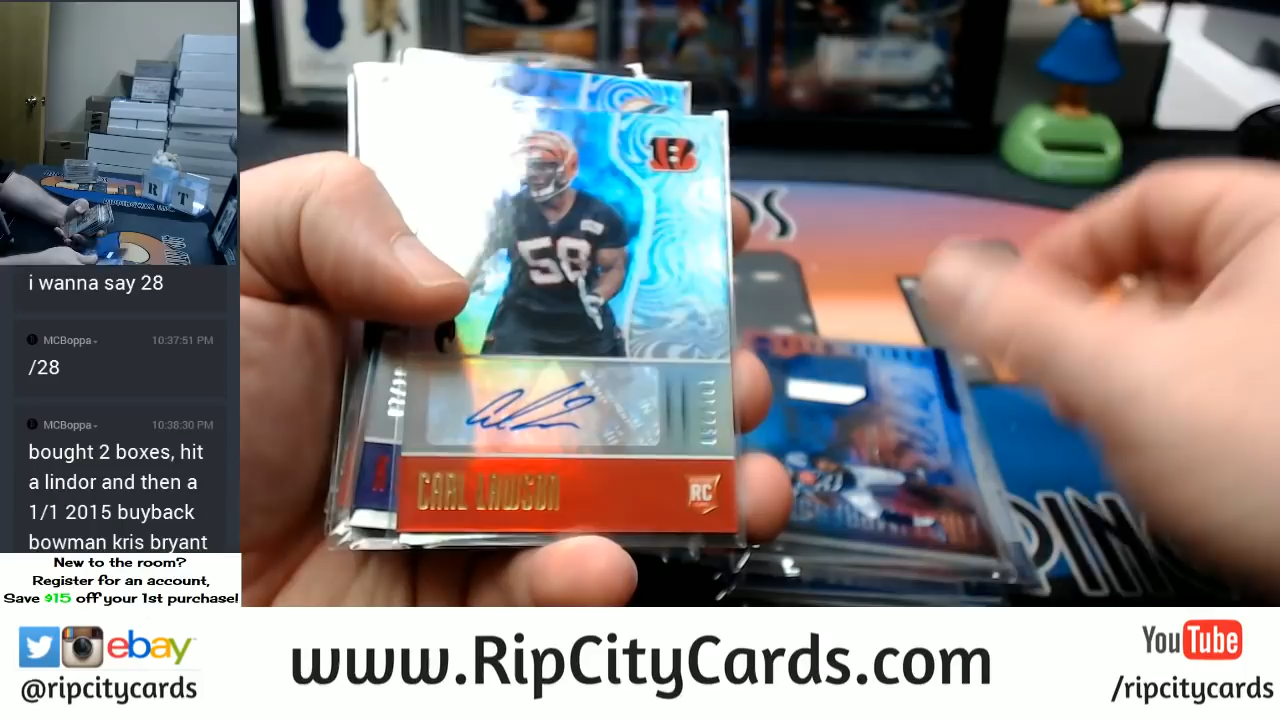 i wanna say 28
MCBoppa
10:37:51 PM
/28
MCBoppa
10:38:30 PM
bought 2 boxes, hit
a lindor and then a
1/1 2015 buyback
bowman kris bryant
New to the room?
Register for an account,
Save $15 off your 1st purchase!
R T
58
CARL LAWSON
RC
ebay
@ripcitycards
www.RipCityCards.com
YouTube
/ripcitycards